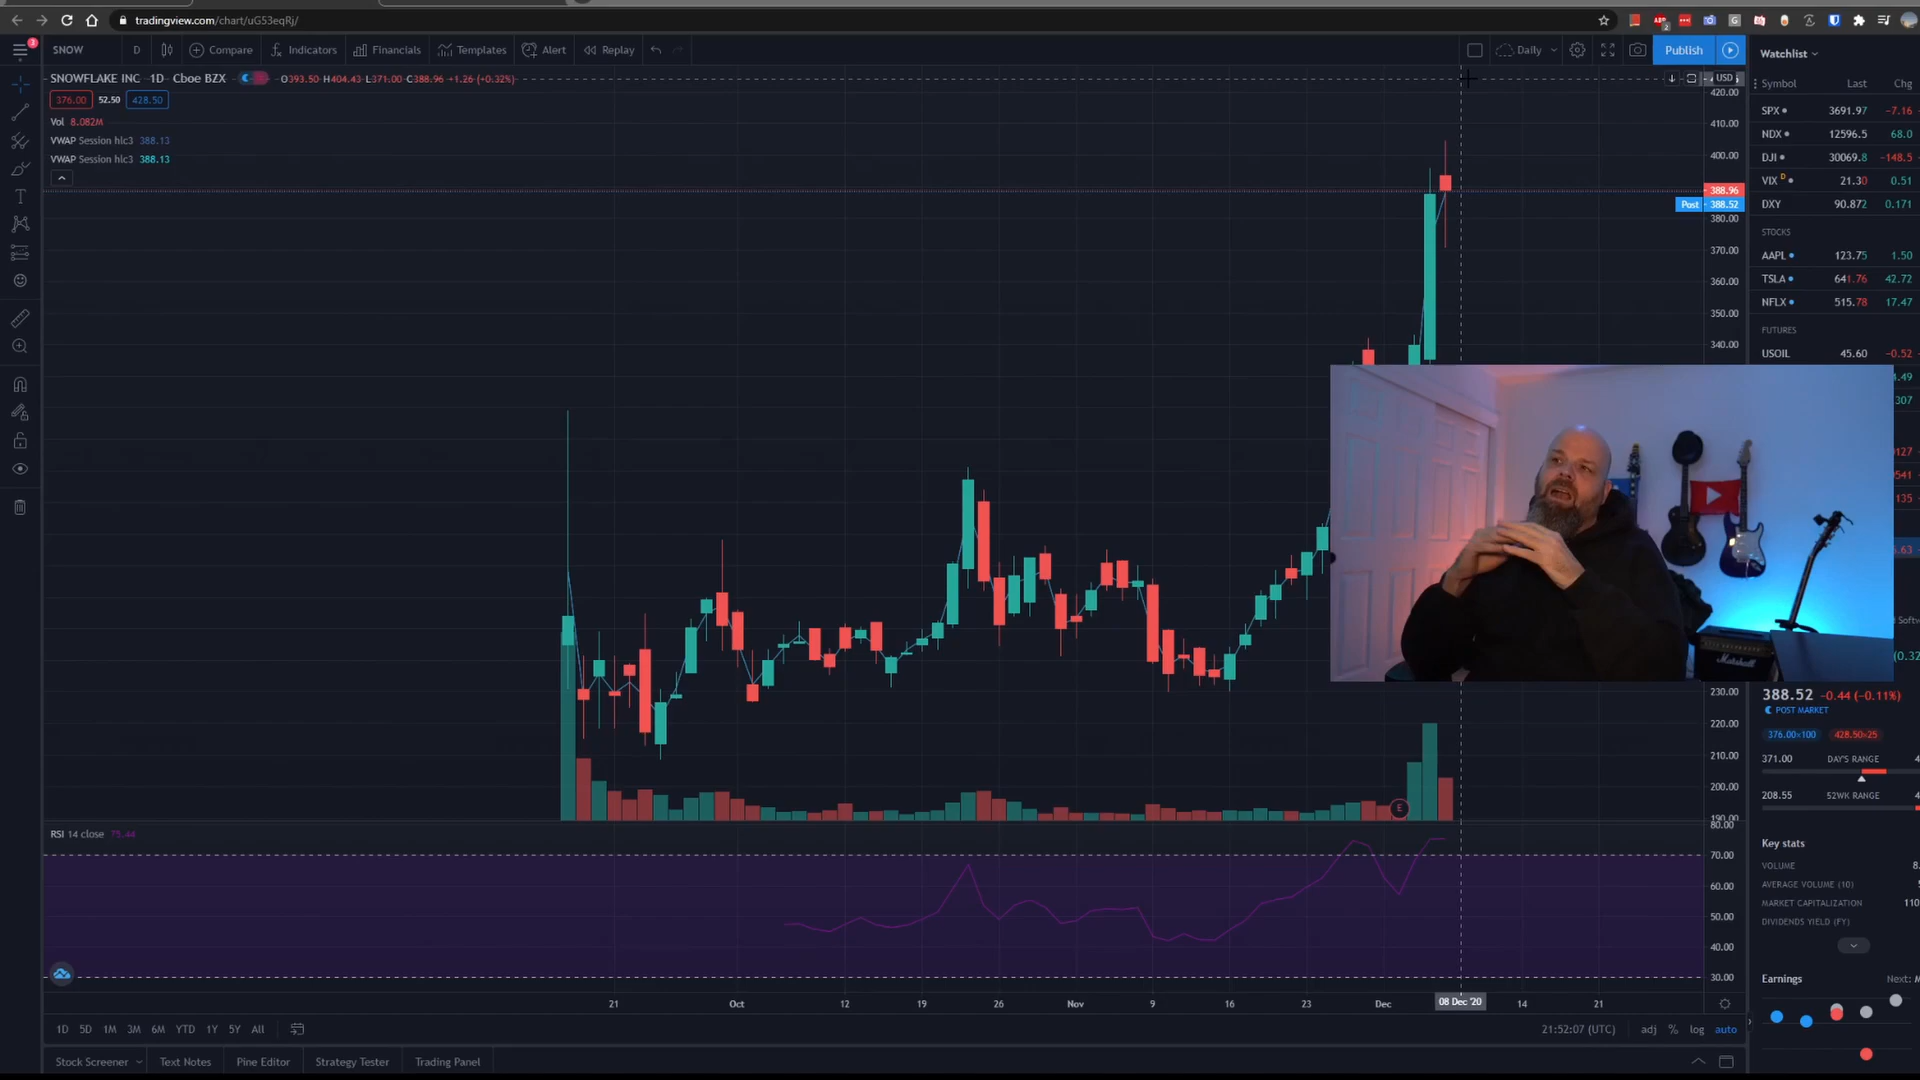 tradingview.com/chart/uG53eqRj/
SNOW D Compare Indicators Financials Templates Alert Replay Daily Publish
SNOWFLAKE INC 1D Cboe BZX O393.50 H404.43 L371.00 C388.96 +1.26 (+0.32%)
376.00 52.50 428.50
Vol 8.082M
VWAP Session hlc3 388.13
VWAP Session hlc3 388.13
USD
420.00
410.00
400.00
388.96
Post 388.52
380.00
370.00
360.00
350.00
340.00
230.00
220.00
210.00
200.00
190.00
80.00
RSI 14 close 75.44
70.00
60.00
50.00
40.00
30.00
21 Oct 12 19 26 Nov 9 16 23 Dec 08 Dec '20 14 21
1D 5D 1M 3M 6M YTD 1Y 5Y All
21:52:07 (UTC) adj % log auto
Stock Screener Text Notes Pine Editor Strategy Tester Trading Panel
Watchlist
Symbol Last Chg
SPX 3691.97 −7.16
NDX 12596.5 68.0
DJI 30069.8 −148.5
VIX D 21.30 0.51
DXY 90.872 0.171
STOCKS
AAPL 123.75 1.50
TSLA 641.76 42.72
NFLX 515.78 17.47
FUTURES
USOIL 45.60 −0.52
Marshall
388.52 −0.44 (−0.11%)
POST MARKET
376.00×100 428.50×25
371.00 DAY'S RANGE
208.55 52WK RANGE
Key stats
VOLUME
AVERAGE VOLUME (10)
MARKET CAPITALIZATION
DIVIDENDS YIELD (FY)
Earnings Next: